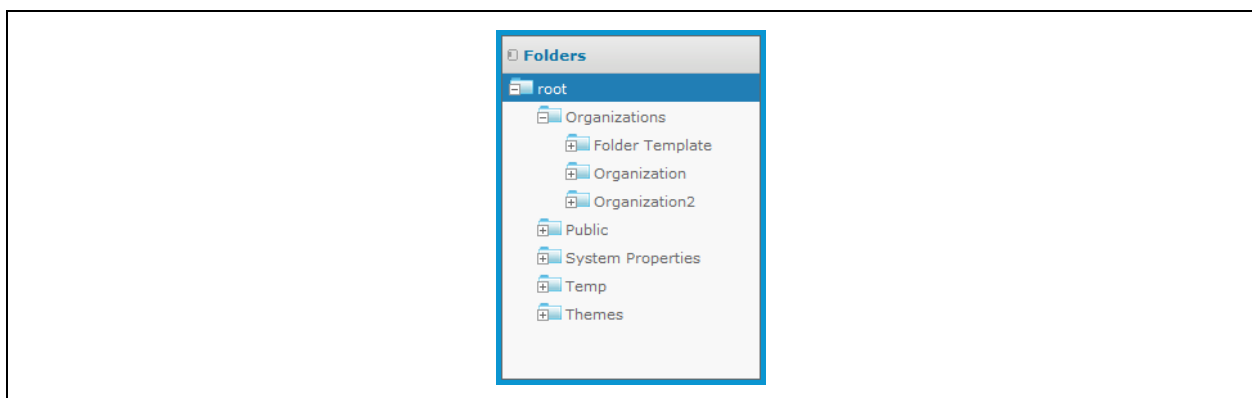 Folders
root
Organizations
Folder Template
Organization
Organization2
Public
System Properties
Temp
Themes